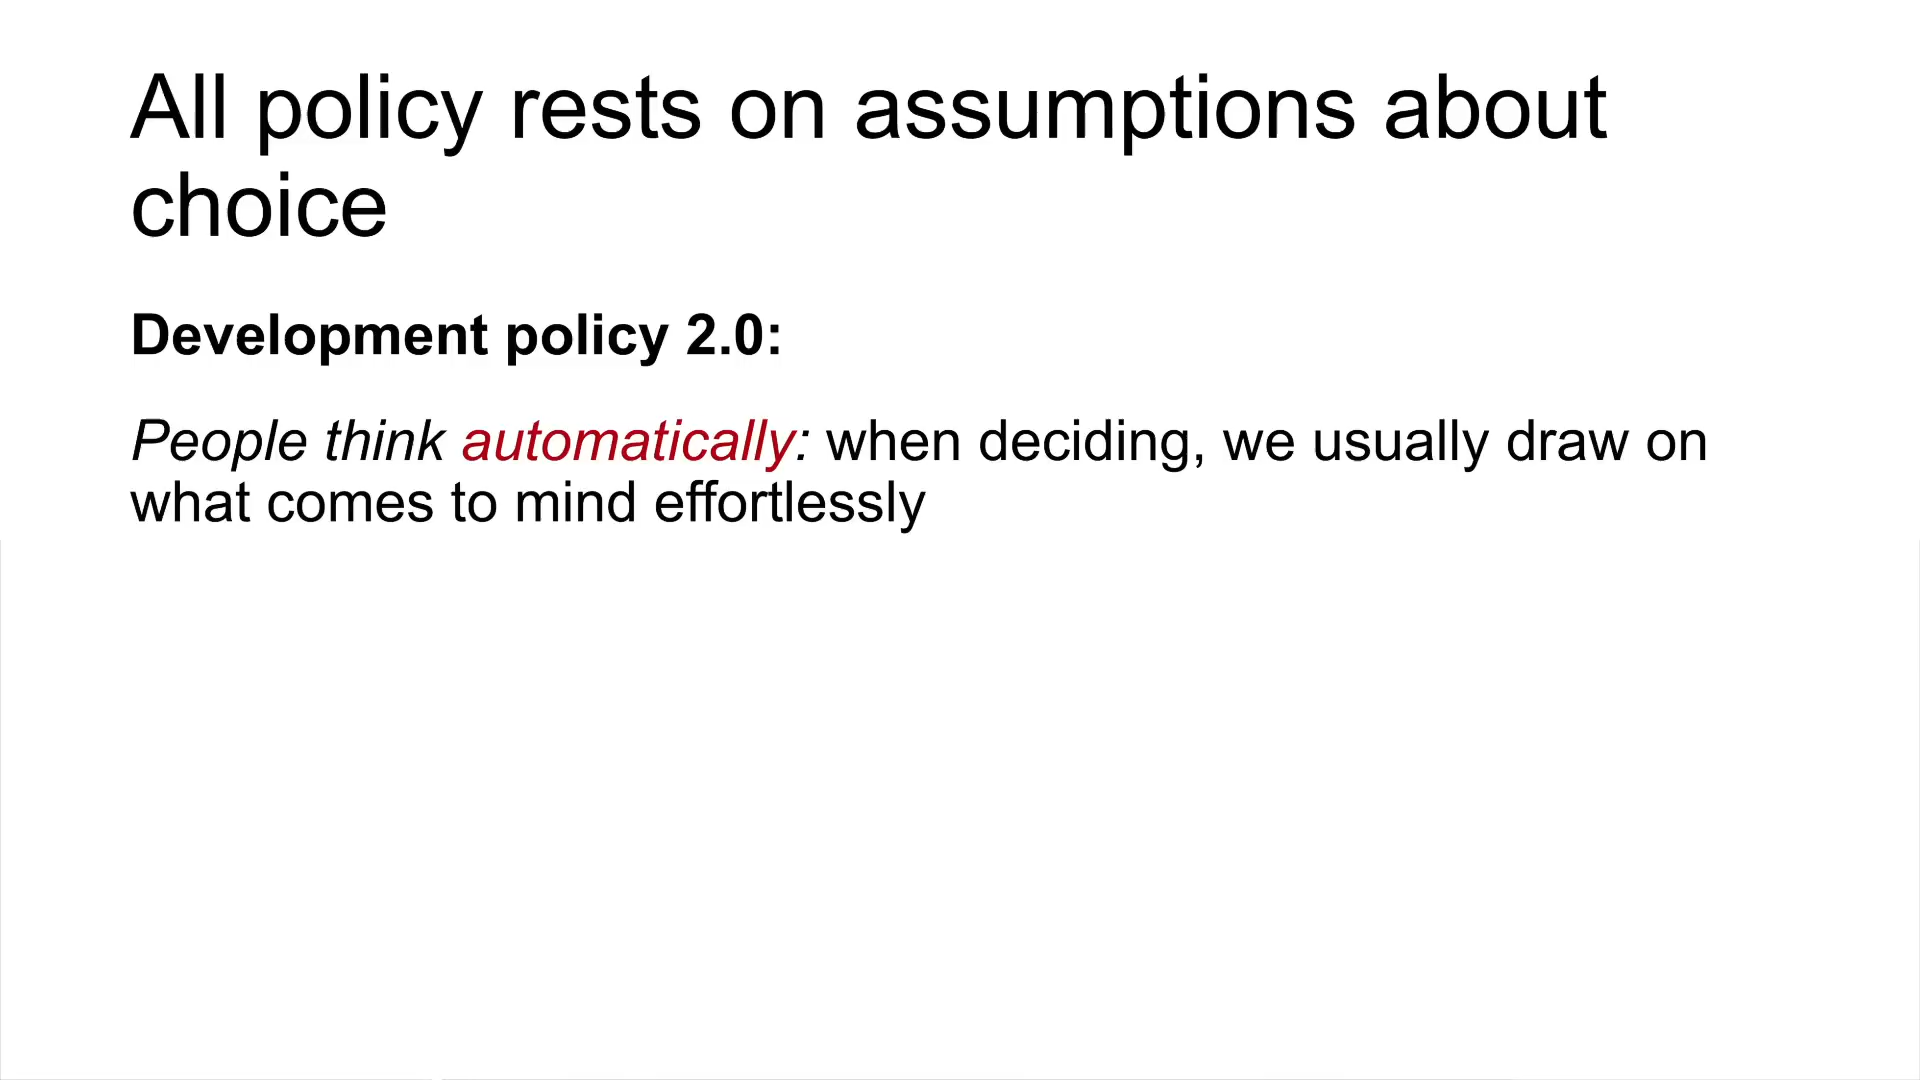 All policy rests on assumptions about
choice
Development policy 2.0:
People think automatically: when deciding, we usually draw on
what comes to mind effortlessly